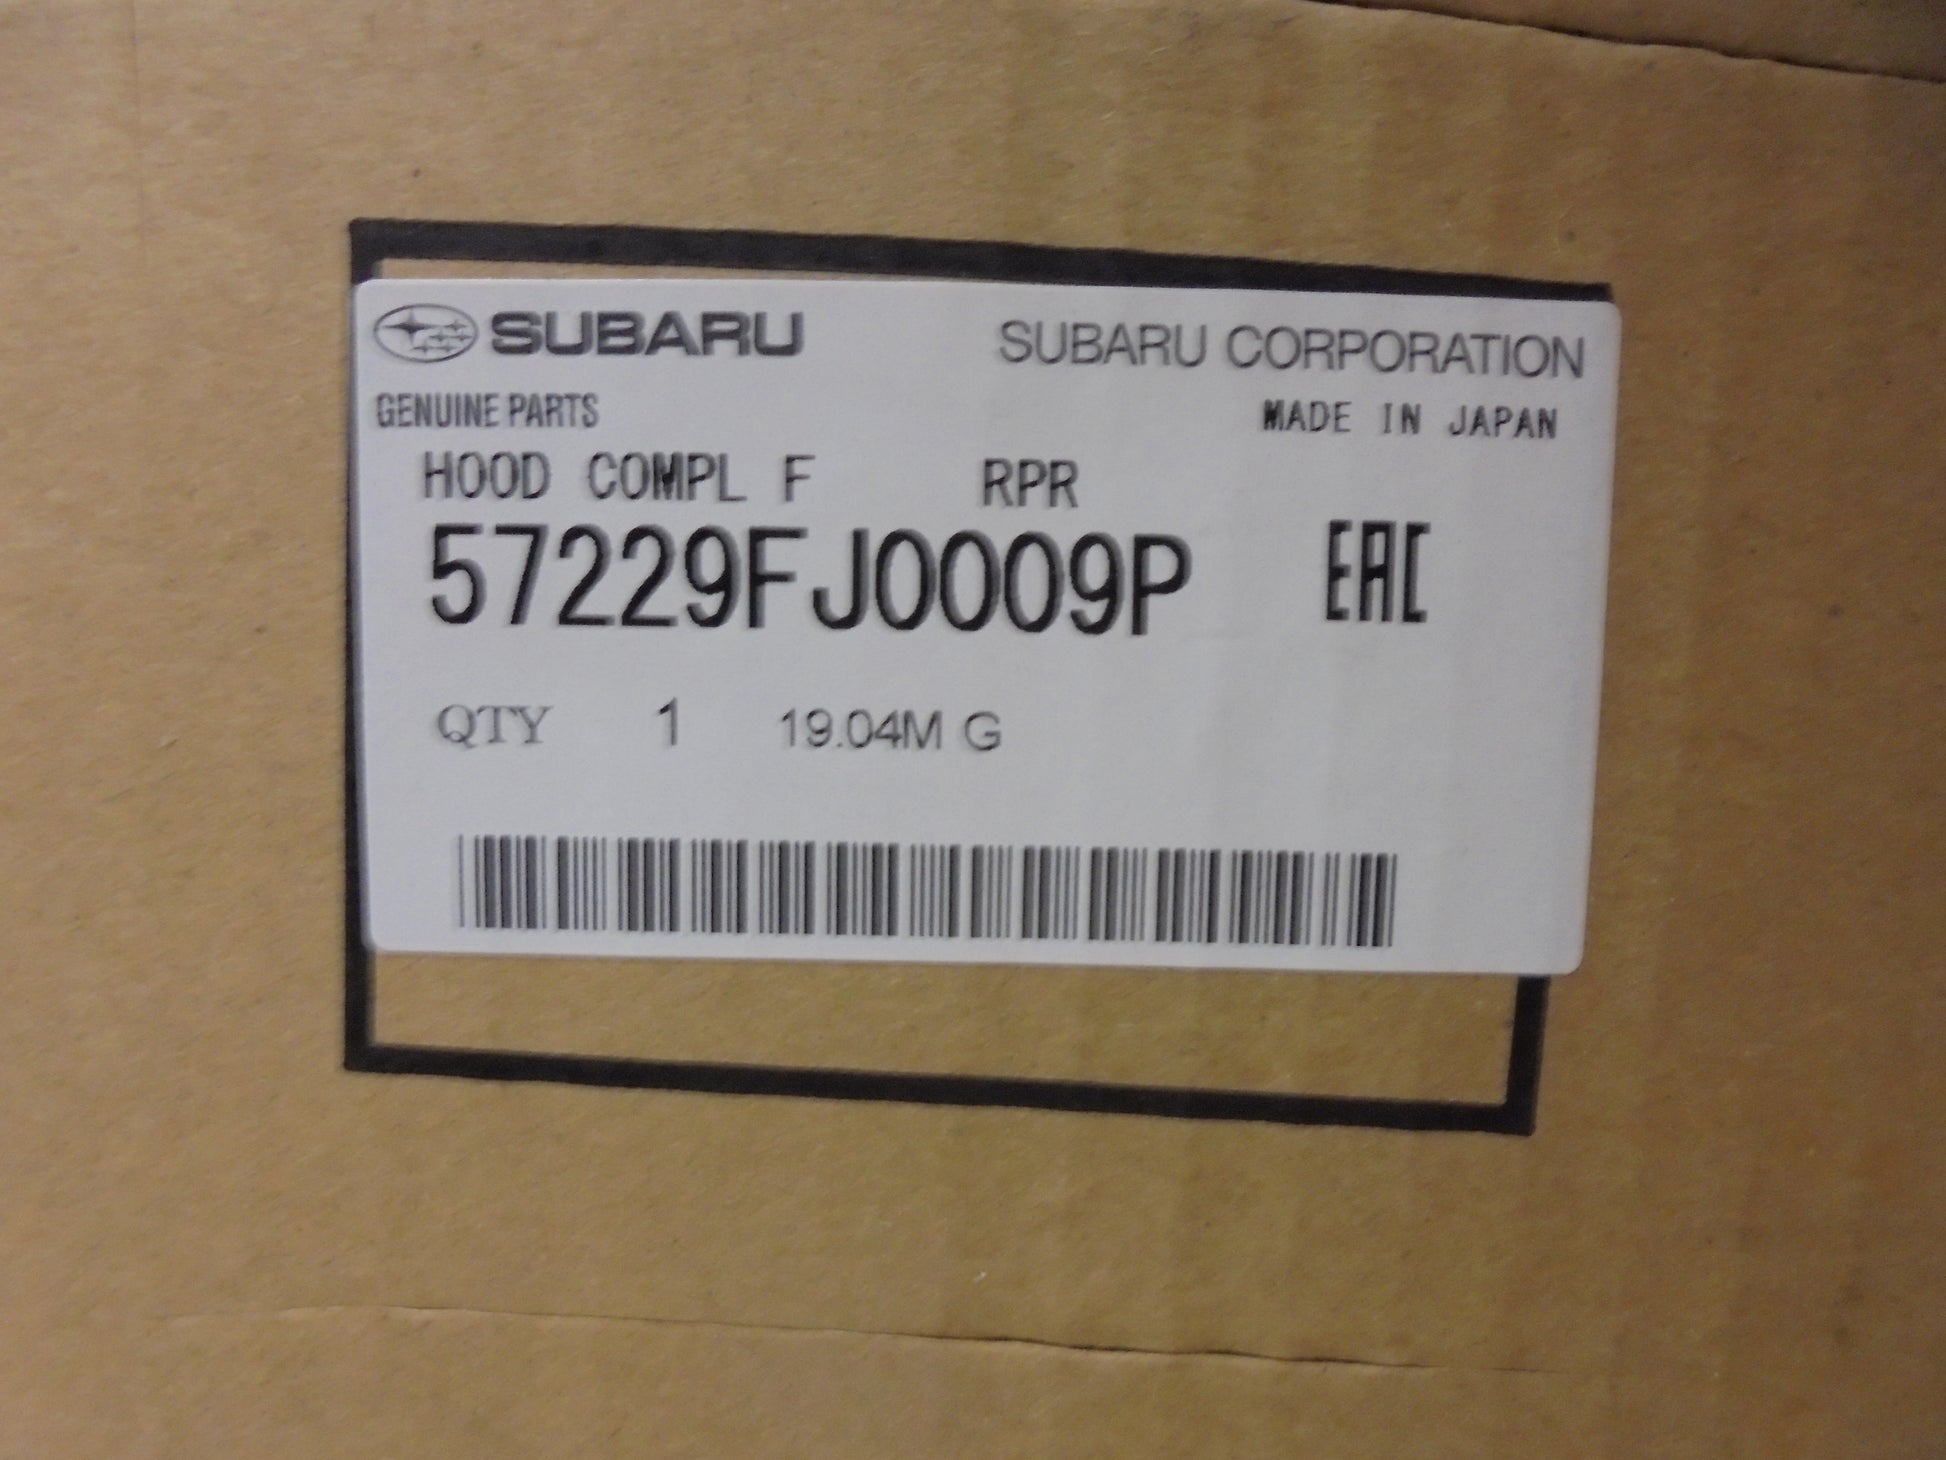 SUBARU SUBARU CORPORATION
GENUINE PARTS MADE IN JAPAN
HOOD COMPL F RPR
57229FJ0009P EAC
QTY 1 19.04M G